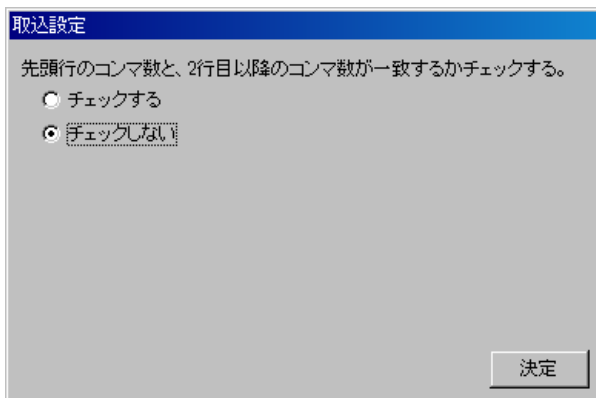 取込設定
先頭行のコンマ数と、2行目以降のコンマ数が一致するかチェックする。
チェックする
チェックしない
決定